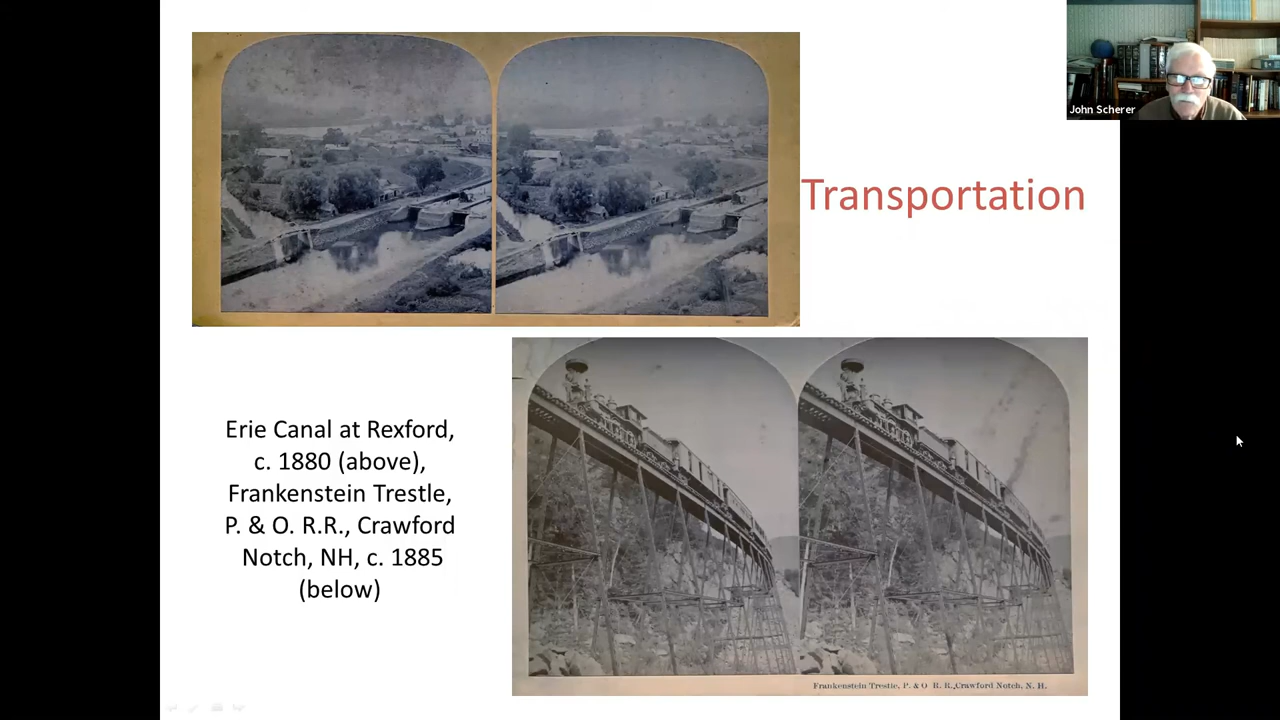 John Scherer
Transportation
Erie Canal at Rexford,
c. 1880 (above),
Frankenstein Trestle,
P. & O. R.R., Crawford
Notch, NH, c. 1885
(below)
Frankenstein Trestle, P. & O R. R., Crawford Notch, N. H.